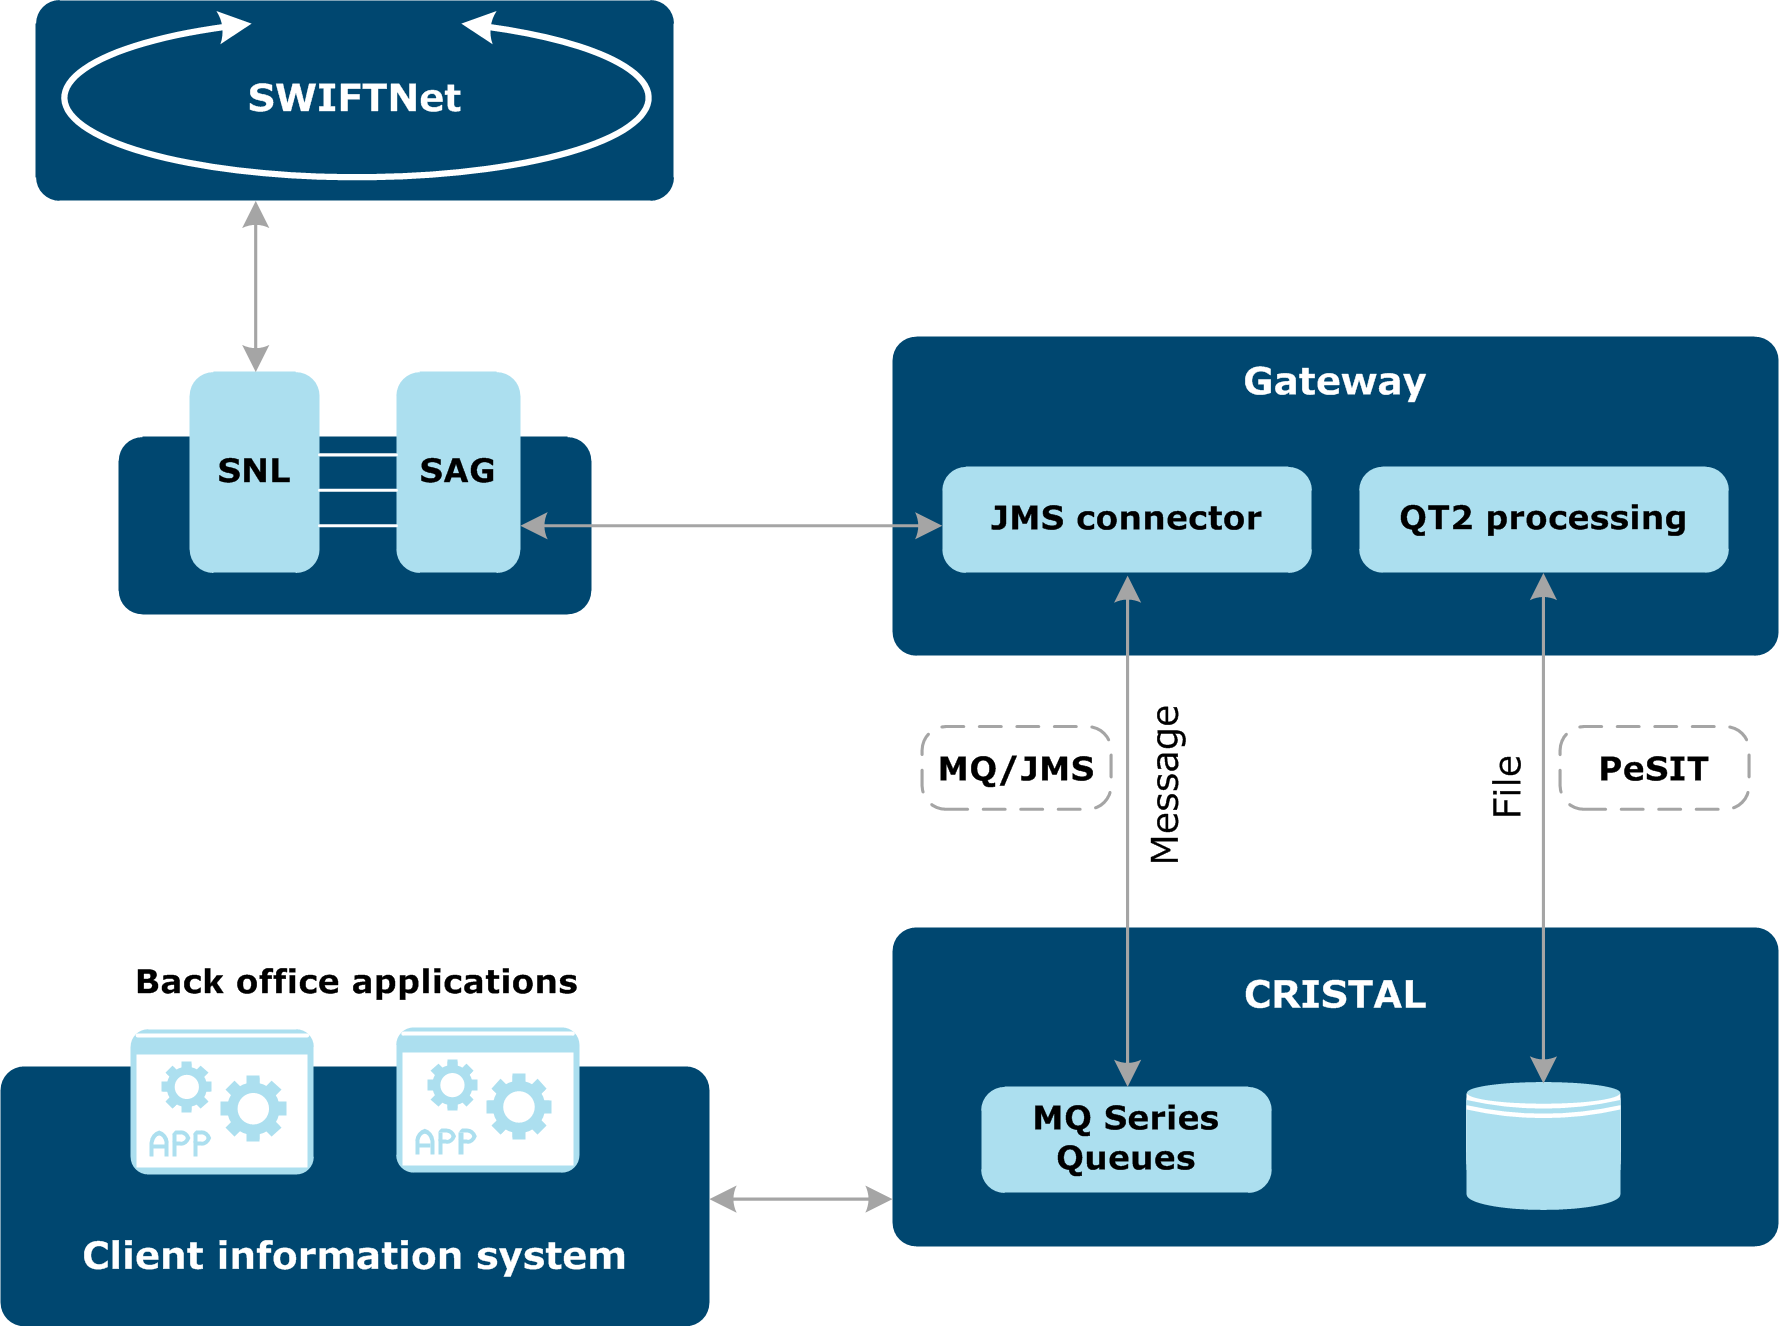 SWIFTNet
SNL
SAG
Gateway
JMS connector
QT2 processing
MQ/JMS
Message
File
PeSIT
Back office applications
APP
APP
Client information system
CRISTAL
MQ Series
Queues